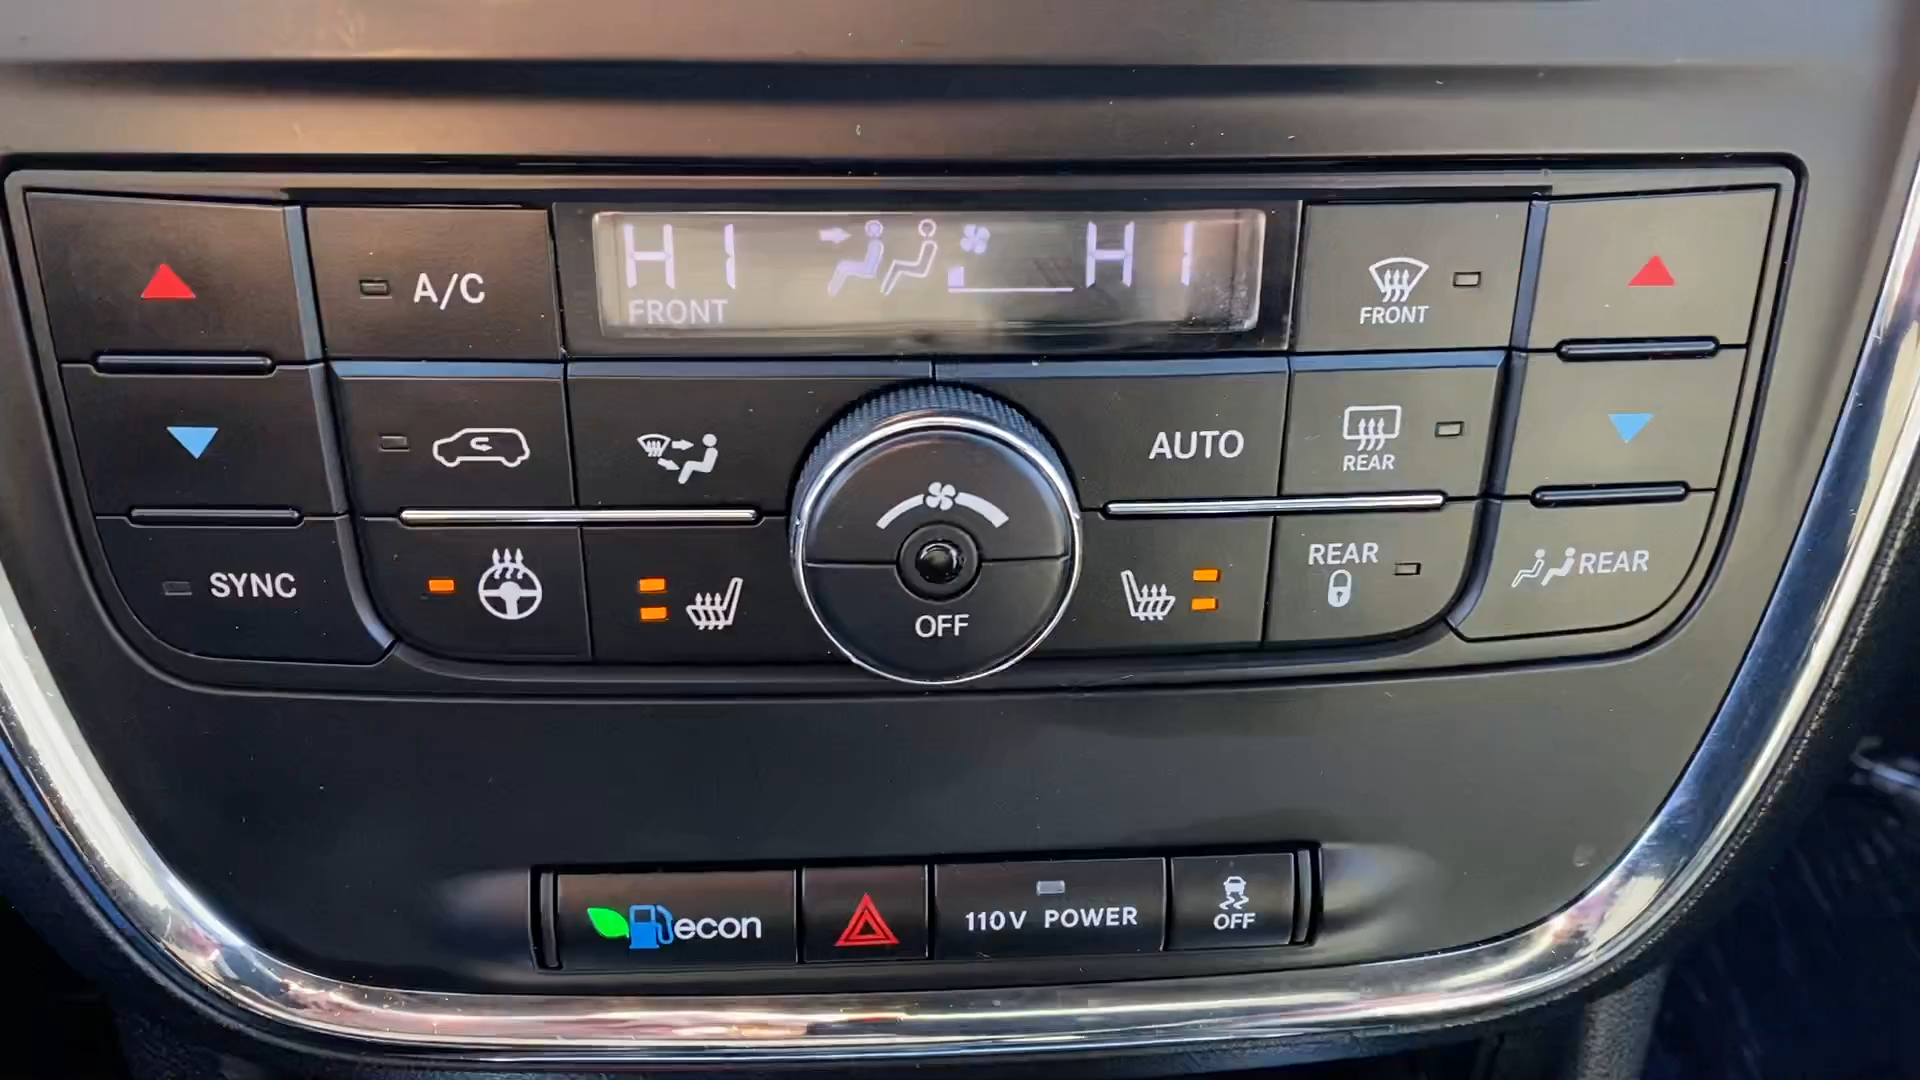 HI HI
FRONT
A/C
FRONT
AUTO
REAR
SYNC
OFF
REAR
REAR
econ
110V POWER
OFF